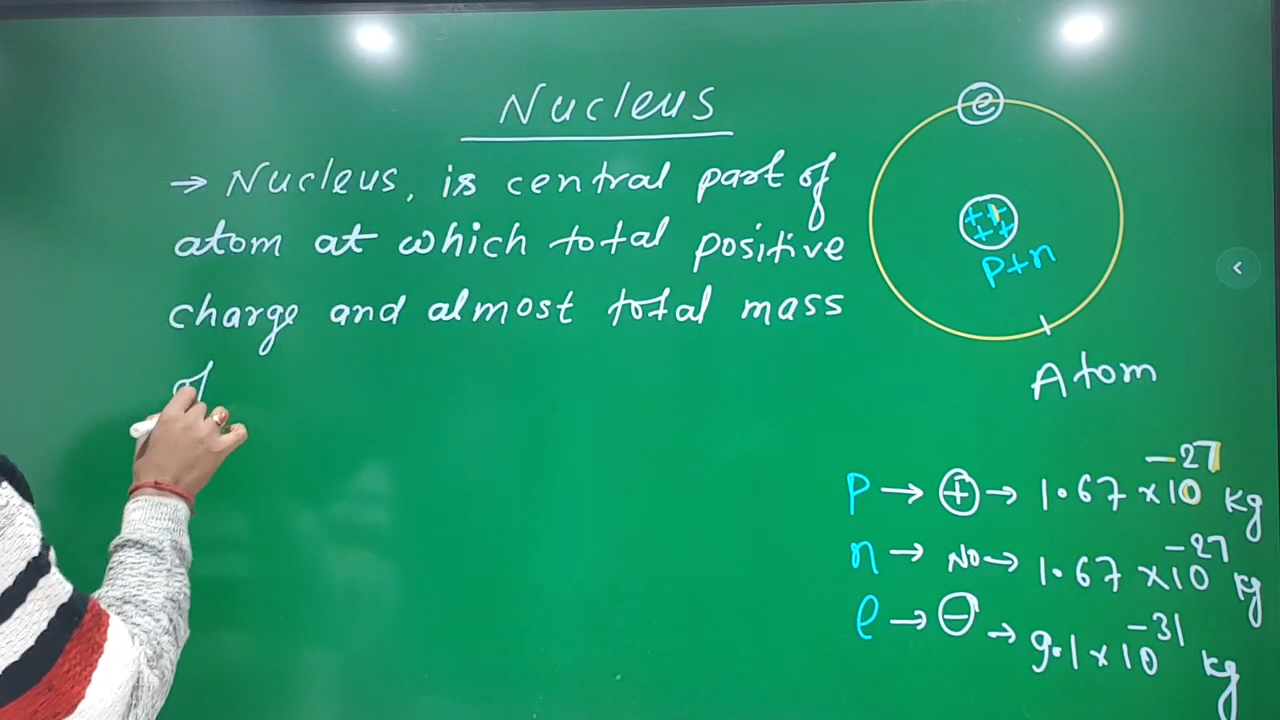 Nucleus
→ Nucleus, is central part of
atom at which total positive
charge and almost total mass
of
e
++
++
P+n
Atom
P → ⊕ → 1.67 × 10⁻²⁷ kg
n → NO → 1.67 × 10⁻²⁷ kg
e → ⊖ → 9.1 × 10⁻³¹ kg